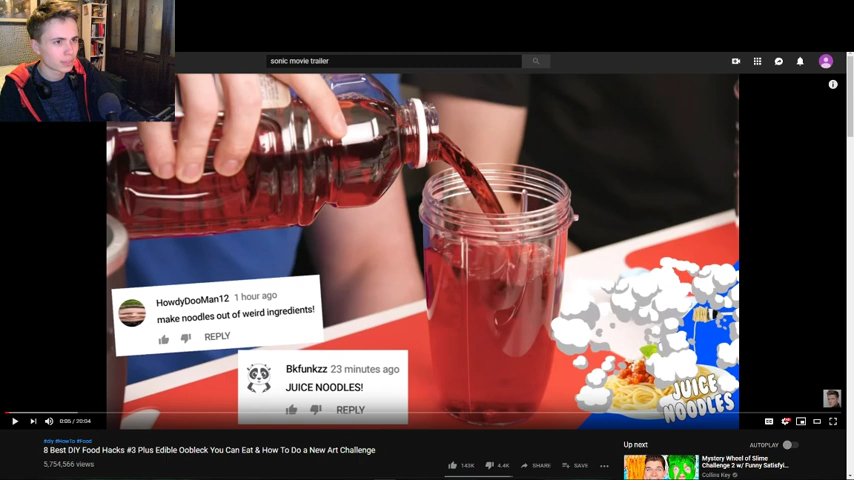 sonic movie trailer
HowdyDooMan12 1 hour ago
make noodles out of weird ingredients!
REPLY
Bkfunkzz 23 minutes ago
JUICE NOODLES!
REPLY
JUICE
NOODLES
0:05 / 20:04
#diy #HowTo #Food
8 Best DIY Food Hacks #3 Plus Edible Oobleck You Can Eat & How To Do a New Art Challenge
5,754,566 views
143K 4.4K SHARE SAVE
Up next
AUTOPLAY
Mystery Wheel of Slime
Challenge 2 w/ Funny Satisfyi...
Collins Key